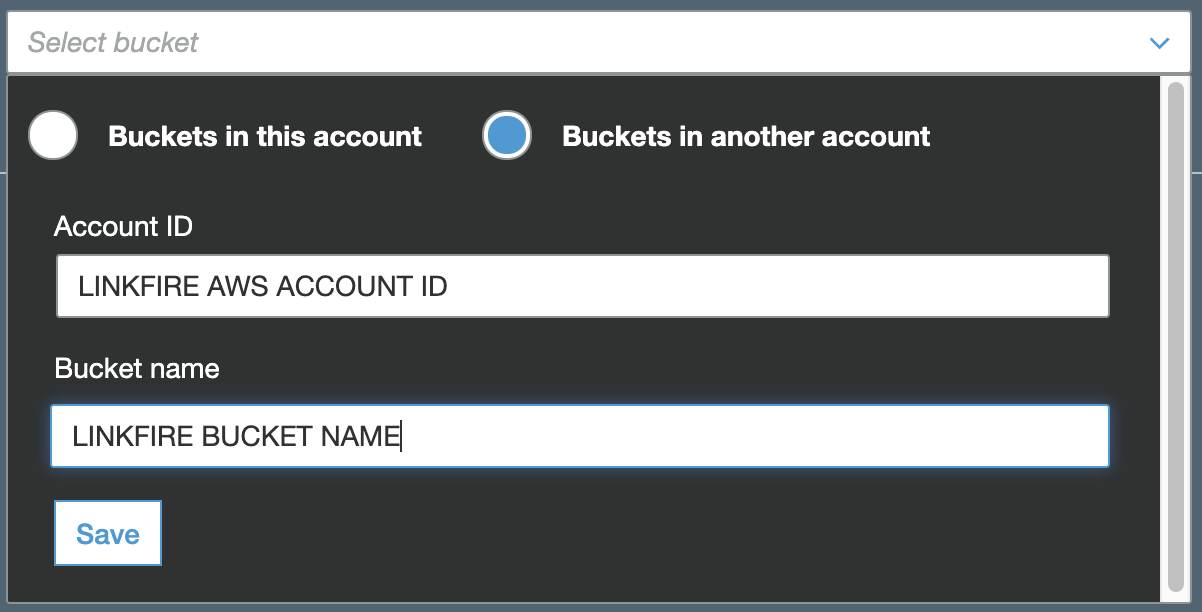 Select bucket
Buckets in this account Buckets in another account
Account ID
LINKFIRE AWS ACCOUNT ID
Bucket name
LINKFIRE BUCKET NAME
Save